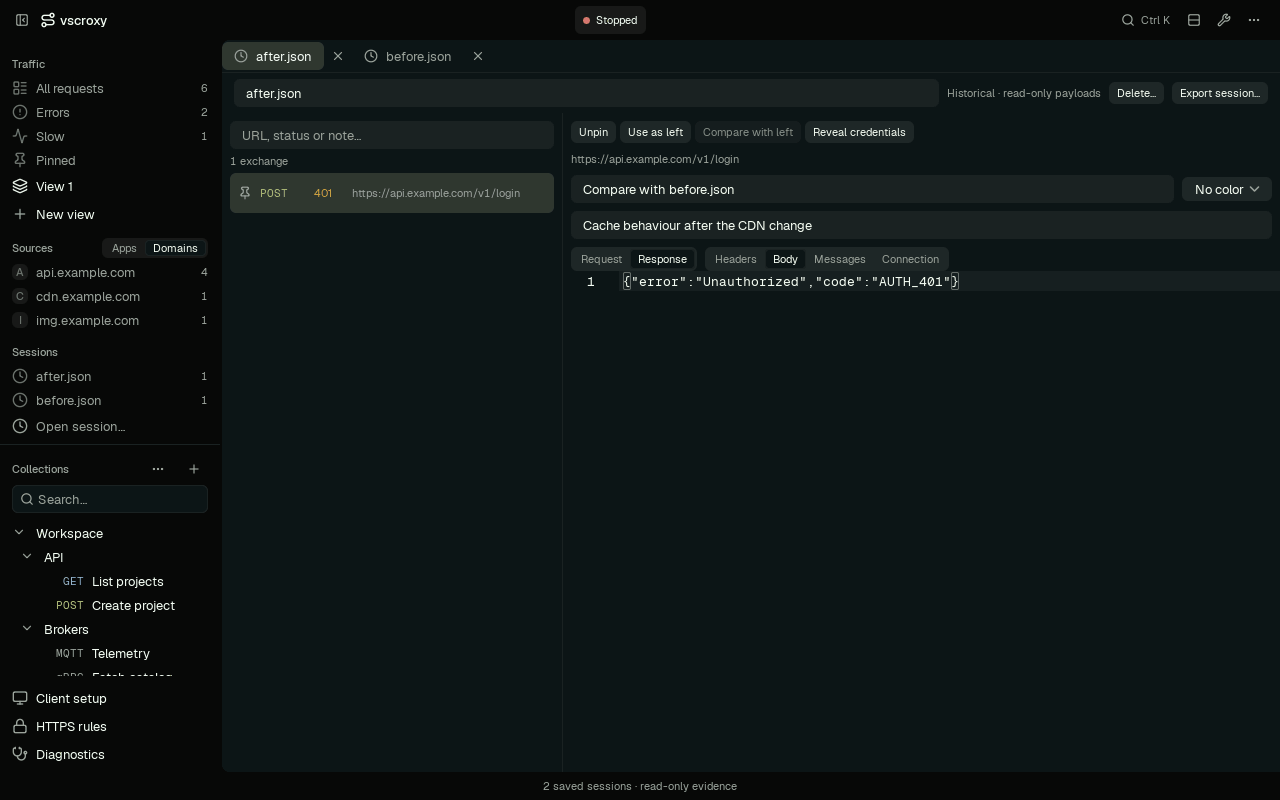 vscroxy
Stopped
Ctrl K
Traffic
All requests 6
Errors 2
Slow 1
Pinned
View 1
New view
Sources Apps Domains
A api.example.com 4
C cdn.example.com 1
I img.example.com 1
Sessions
after.json 1
before.json 1
Open session…
Collections
Search…
Workspace
API
GET List projects
POST Create project
Brokers
MQTT Telemetry
gRPC Fetch catalog
Client setup
HTTPS rules
Diagnostics
after.json before.json
after.json Historical · read-only payloads Delete… Export session…
URL, status or note…
1 exchange
POST 401 https://api.example.com/v1/login
Unpin Use as left Compare with left Reveal credentials
https://api.example.com/v1/login
Compare with before.json No color
Cache behaviour after the CDN change
Request Response Headers Body Messages Connection
1 {"error":"Unauthorized","code":"AUTH_401"}
2 saved sessions · read-only evidence